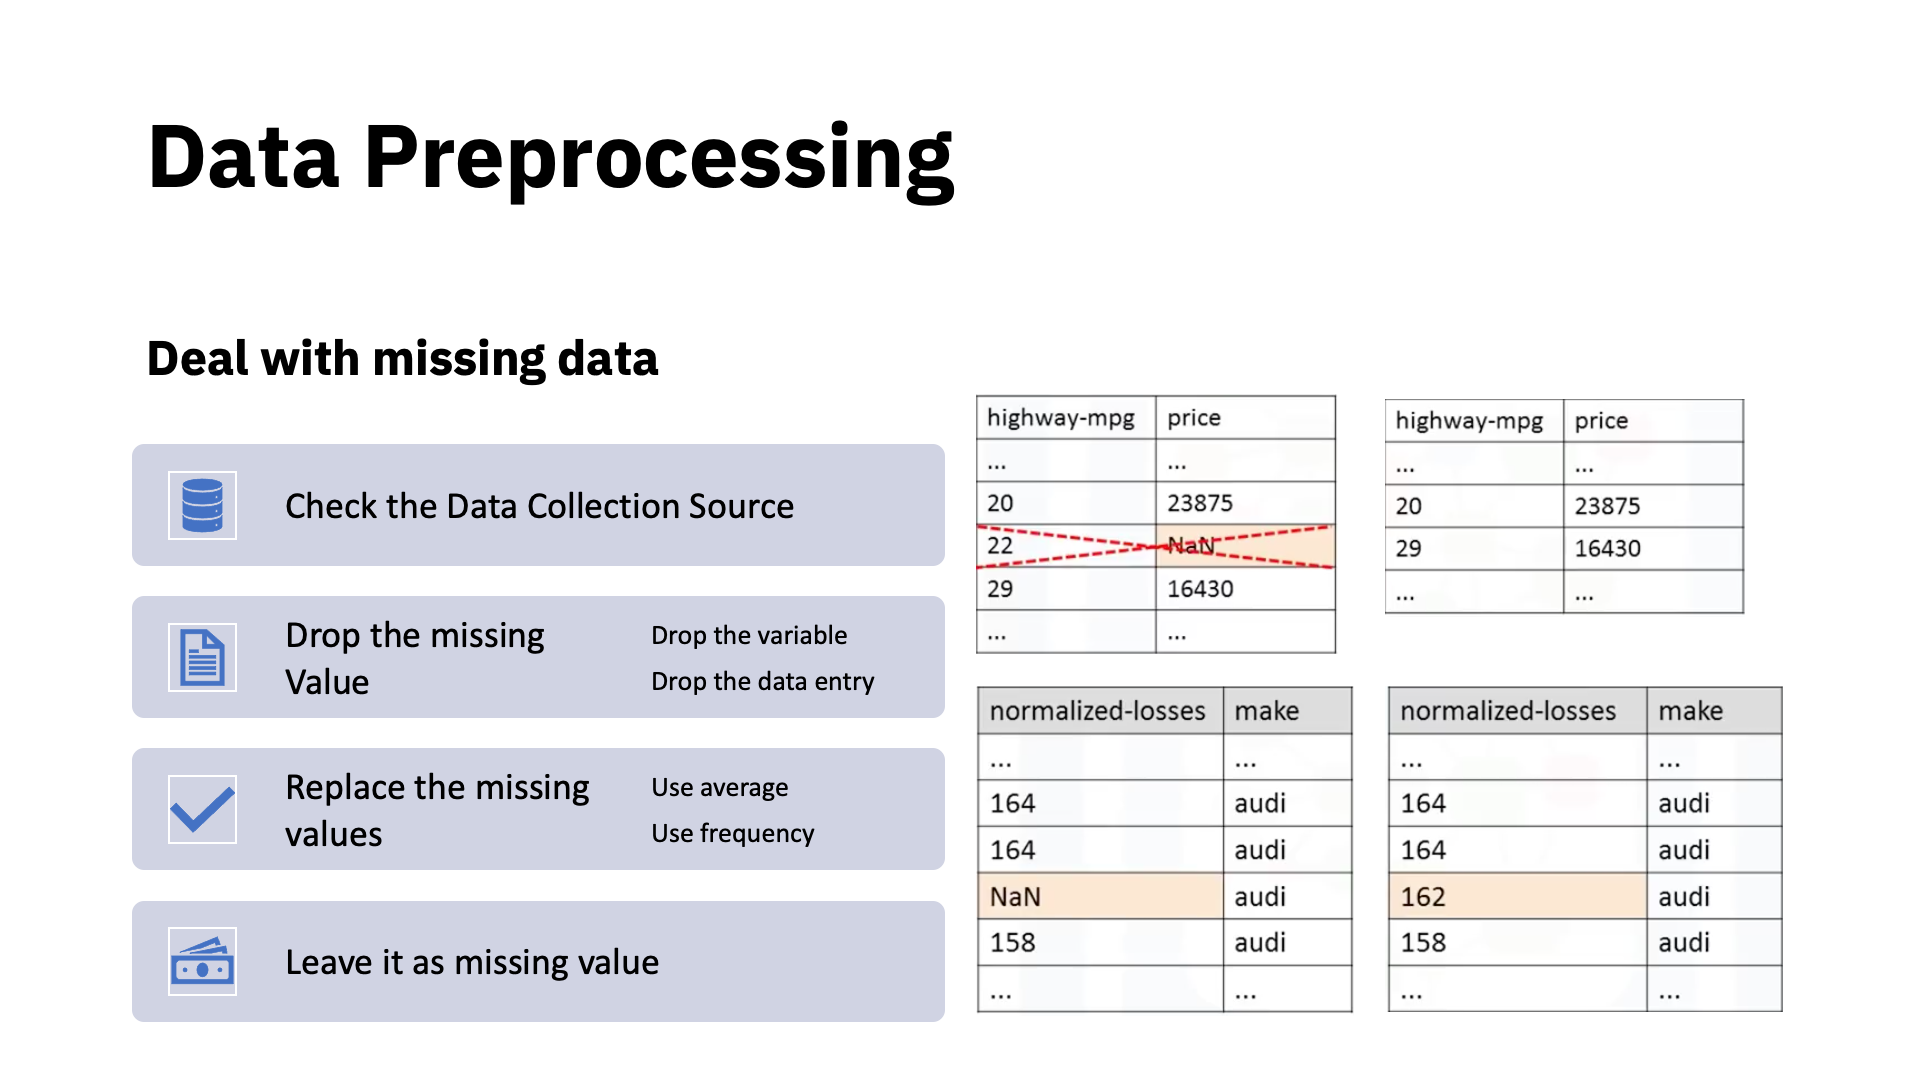 Data Preprocessing
Deal with missing data
Check the Data Collection Source
Drop the missing
Value
Drop the variable
Drop the data entry
Replace the missing
values
Use average
Use frequency
Leave it as missing value
highway-mpg price
... ...
20 23875
22 NaN
29 16430
... ...
highway-mpg price
... ...
20 23875
29 16430
... ...
normalized-losses make
... ...
164 audi
164 audi
NaN audi
158 audi
... ...
normalized-losses make
... ...
164 audi
164 audi
162 audi
158 audi
... ...